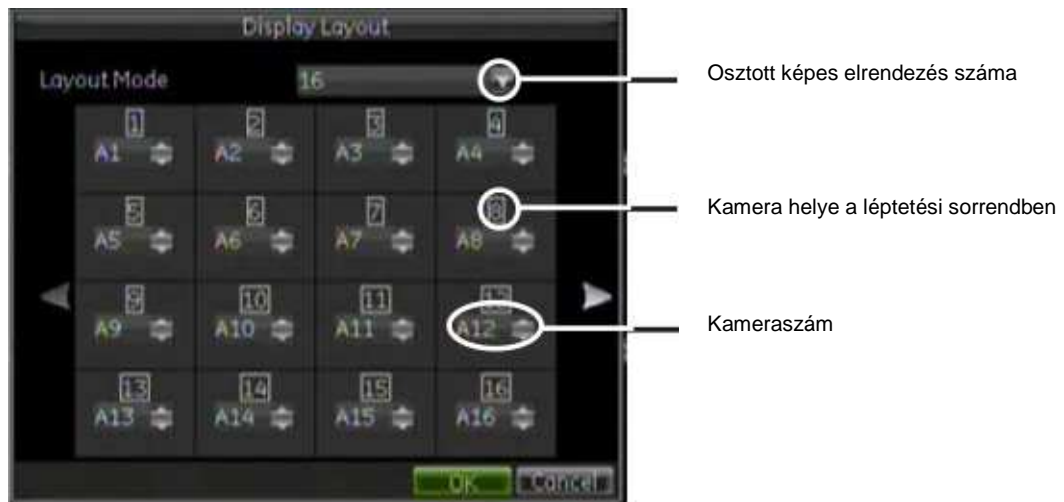 Display Layout
Layout Mode 16
Osztott képes elrendezés száma
1 2 3 4
A1 A2 A3 A4
5 6 7 8
A5 A6 A7 A8
Kamera helye a léptetési sorrendben
9 10 11 12
A9 A10 A11 A12
Kameraszám
13 14 15 16
A13 A14 A15 A16
OK Cancel